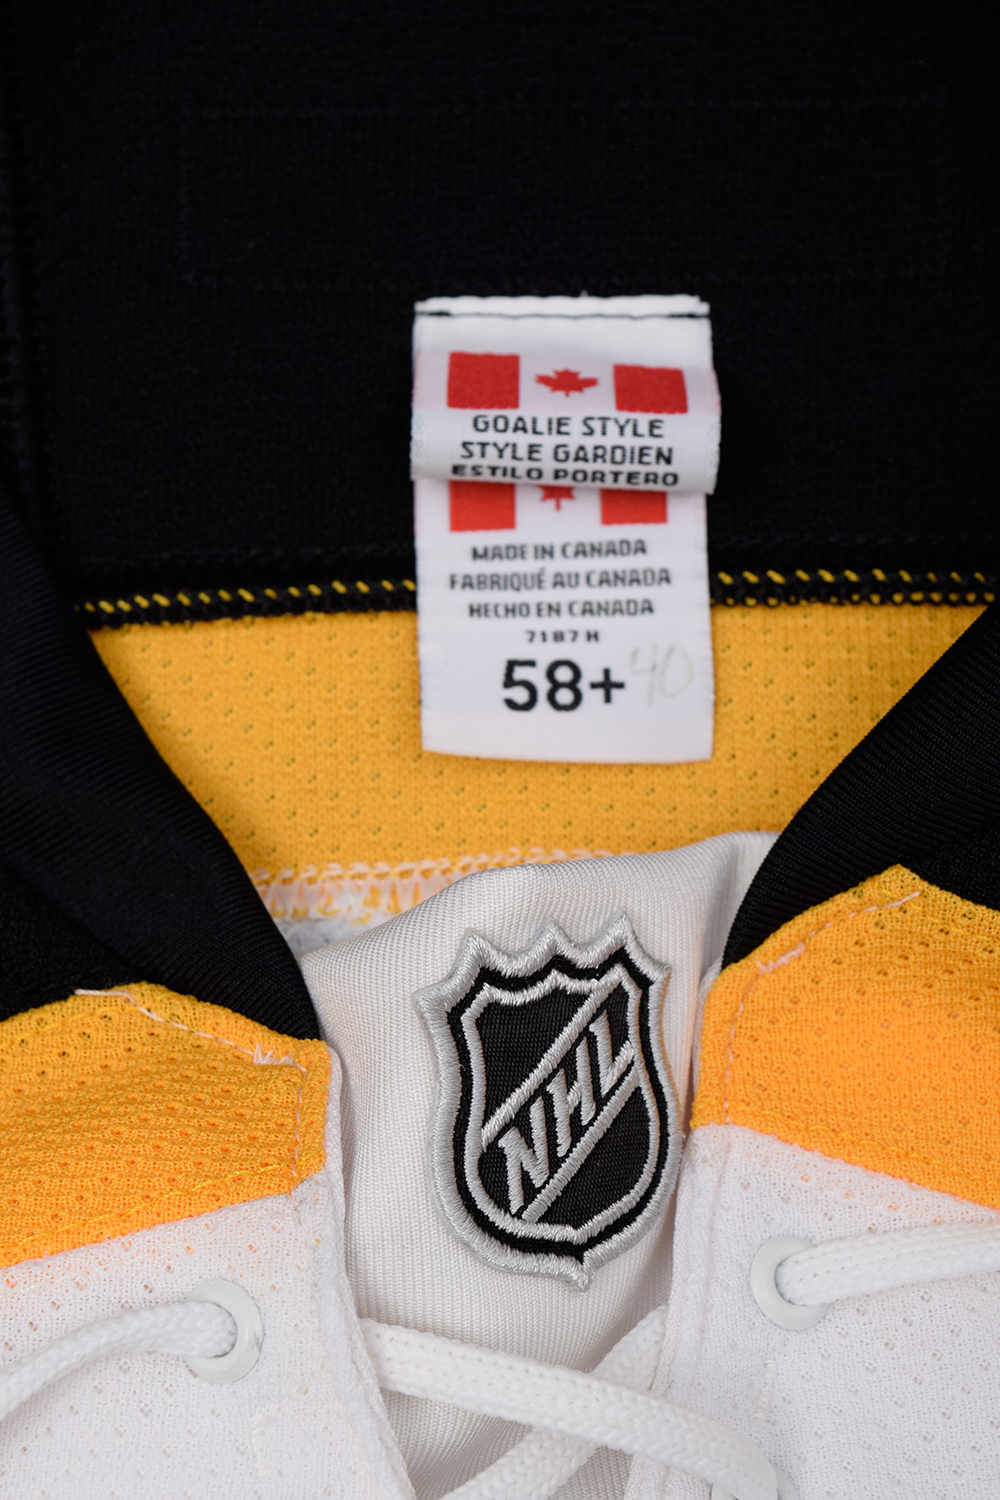 GOALIE STYLE
STYLE GARDIEN
ESTILO PORTERO
MADE IN CANADA
FABRIQUÉ AU CANADA
HECHO EN CANADA
7187 H
58+ 40
NHL